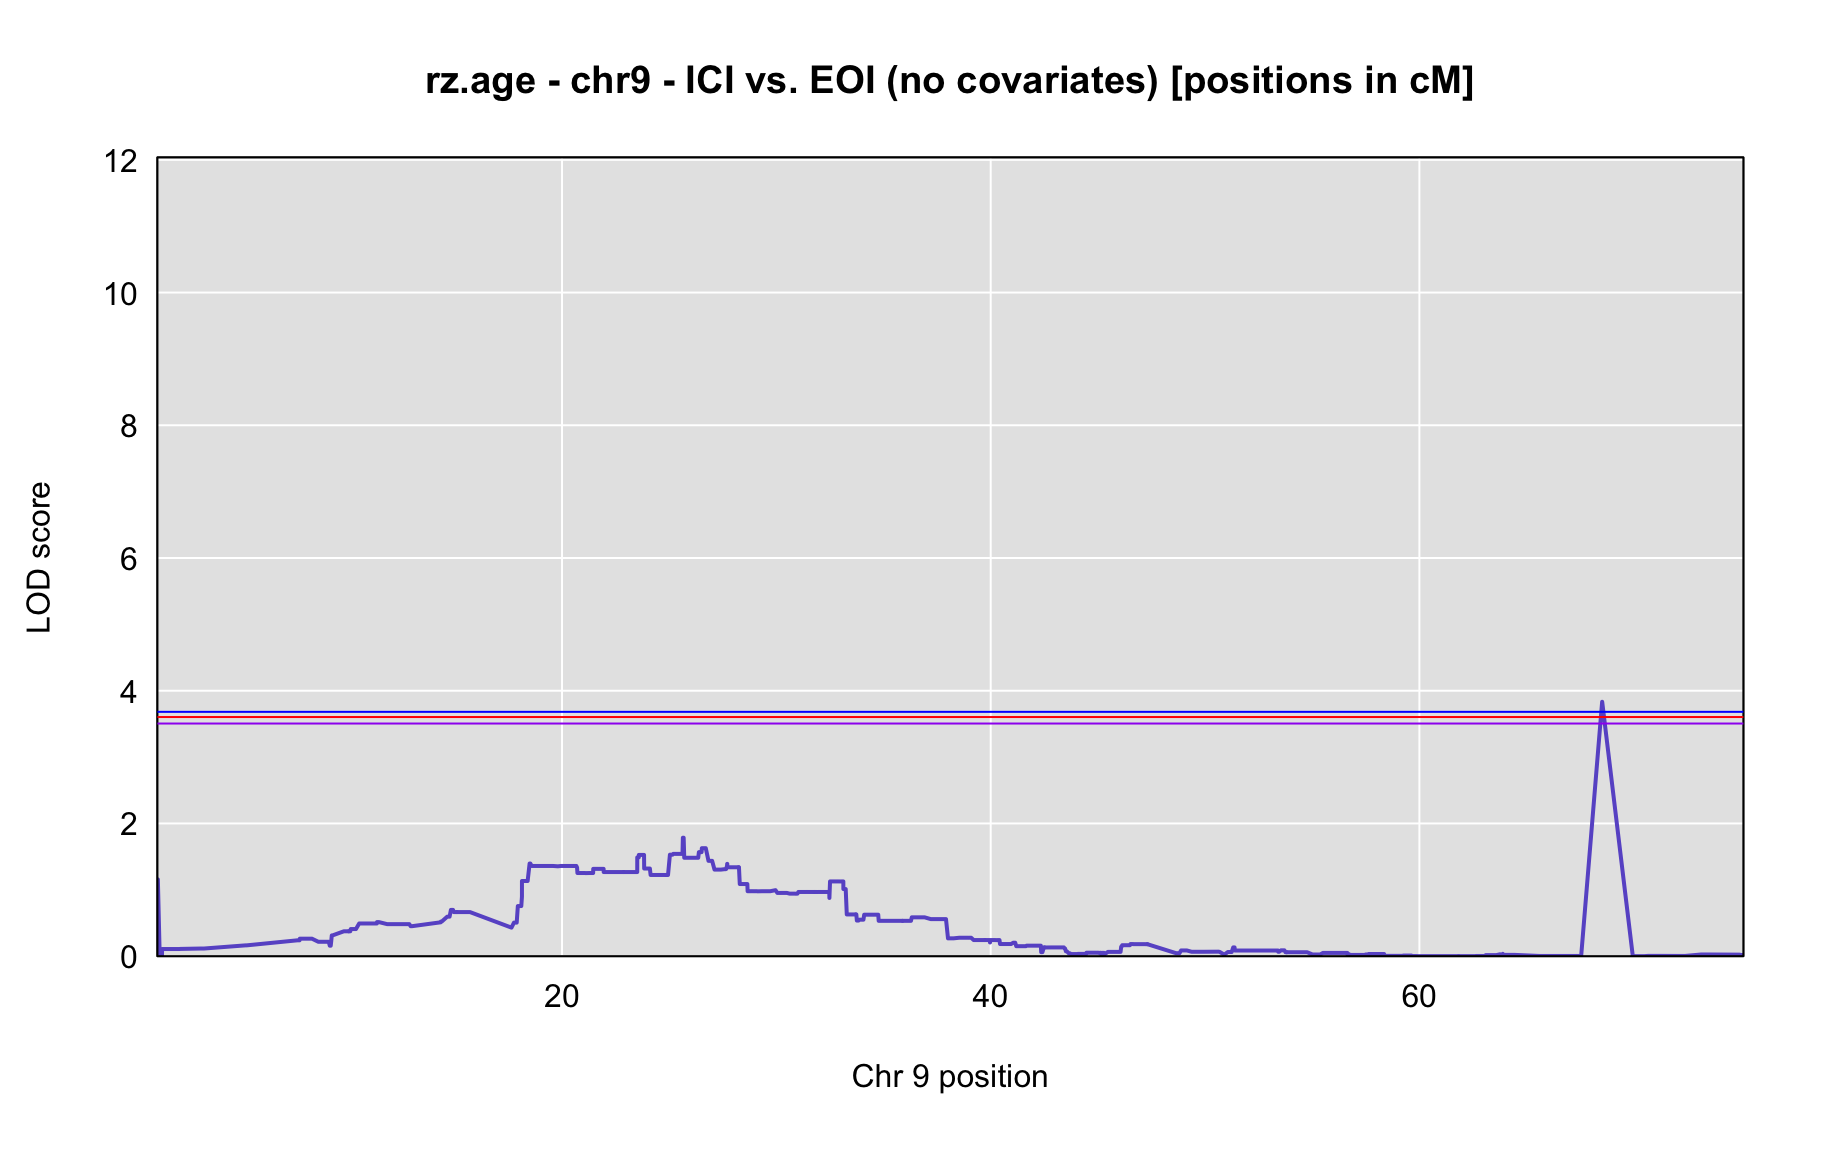 rz.age - chr9 - ICI vs. EOI (no covariates) [positions in cM]
12
10
8
6
4
2
0
LOD score
20 40 60
Chr 9 position